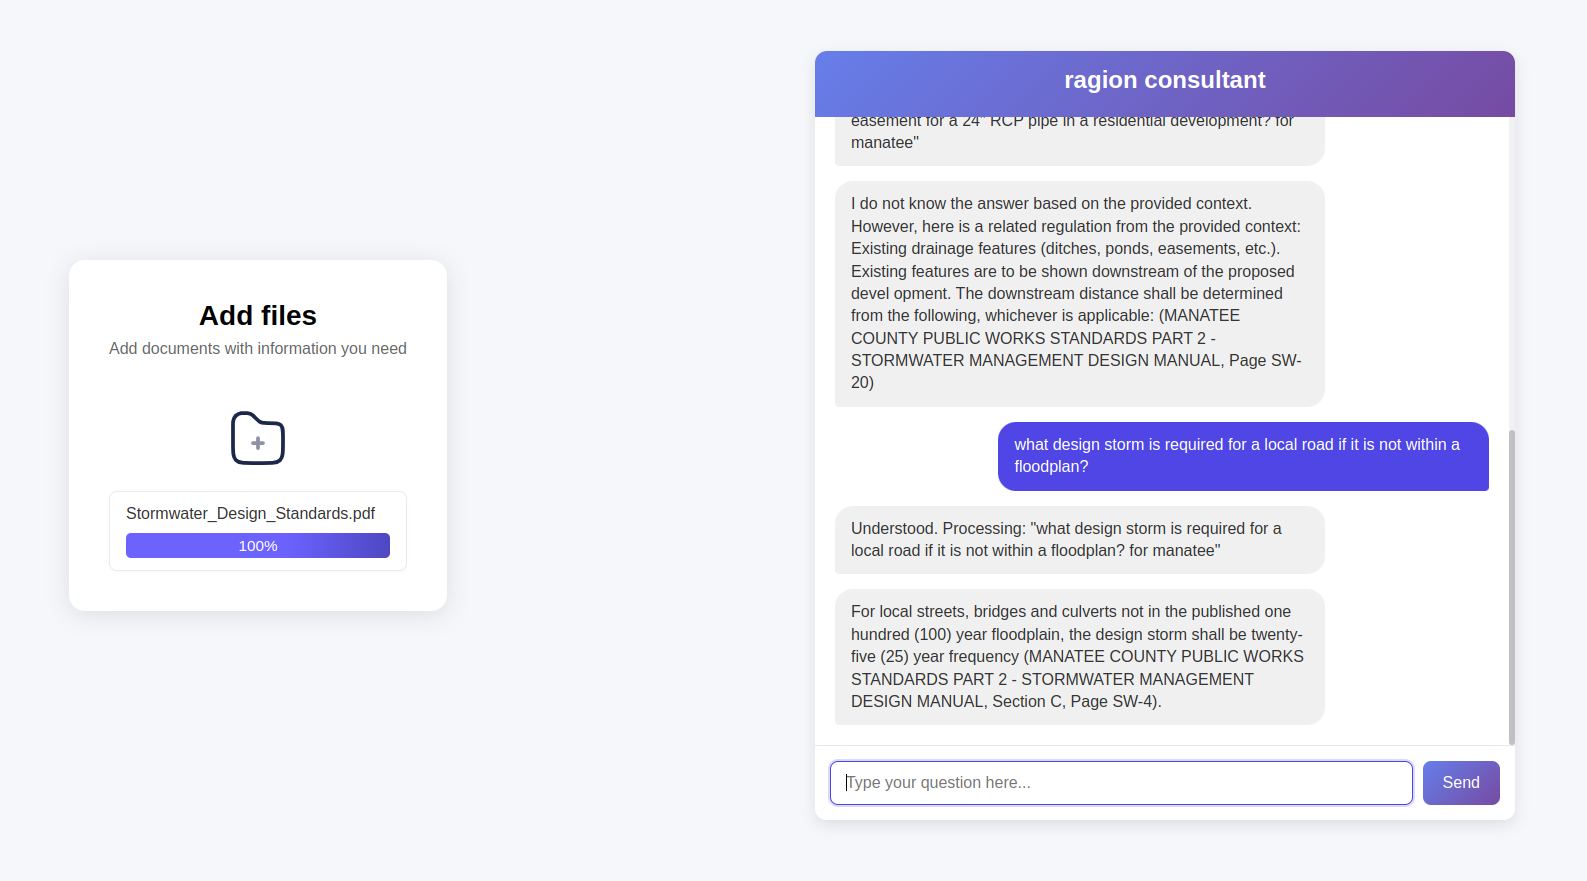 Add files
Add documents with information you need
Stormwater_Design_Standards.pdf
100%
ragion consultant
easement for a 24" RCP pipe in a residential development? for
manatee"
I do not know the answer based on the provided context.
However, here is a related regulation from the provided context:
Existing drainage features (ditches, ponds, easements, etc.).
Existing features are to be shown downstream of the proposed
devel opment. The downstream distance shall be determined
from the following, whichever is applicable: (MANATEE
COUNTY PUBLIC WORKS STANDARDS PART 2 -
STORMWATER MANAGEMENT DESIGN MANUAL, Page SW-
20)
what design storm is required for a local road if it is not within a
floodplan?
Understood. Processing: "what design storm is required for a
local road if it is not within a floodplan? for manatee"
For local streets, bridges and culverts not in the published one
hundred (100) year floodplain, the design storm shall be twenty-
five (25) year frequency (MANATEE COUNTY PUBLIC WORKS
STANDARDS PART 2 - STORMWATER MANAGEMENT
DESIGN MANUAL, Section C, Page SW-4).
Type your question here...
Send